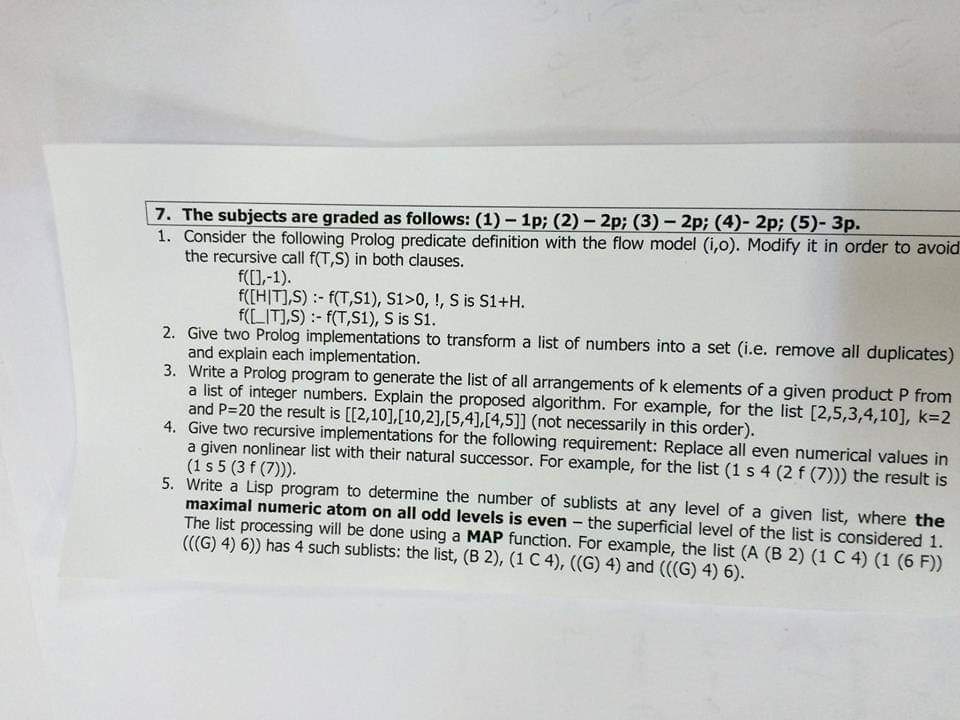 7. The subjects are graded as follows: (1) – 1p; (2) – 2p; (3) – 2p; (4)- 2p; (5)- 3p.
1. Consider the following Prolog predicate definition with the flow model (i,o). Modify it in order to avoid
the recursive call f(T,S) in both clauses.
f([],-1).
f([H|T],S) :- f(T,S1), S1>0, !, S is S1+H.
f([_|T],S) :- f(T,S1), S is S1.
2. Give two Prolog implementations to transform a list of numbers into a set (i.e. remove all duplicates)
and explain each implementation.
3. Write a Prolog program to generate the list of all arrangements of k elements of a given product P from
a list of integer numbers. Explain the proposed algorithm. For example, for the list [2,5,3,4,10], k=2
and P=20 the result is [[2,10],[10,2],[5,4],[4,5]] (not necessarily in this order).
4. Give two recursive implementations for the following requirement: Replace all even numerical values in
a given nonlinear list with their natural successor. For example, for the list (1 s 4 (2 f (7))) the result is
(1 s 5 (3 f (7))).
5. Write a Lisp program to determine the number of sublists at any level of a given list, where the
maximal numeric atom on all odd levels is even – the superficial level of the list is considered 1.
The list processing will be done using a MAP function. For example, the list (A (B 2) (1 C 4) (1 (6 F))
(((G) 4) 6)) has 4 such sublists: the list, (B 2), (1 C 4), ((G) 4) and (((G) 4) 6).